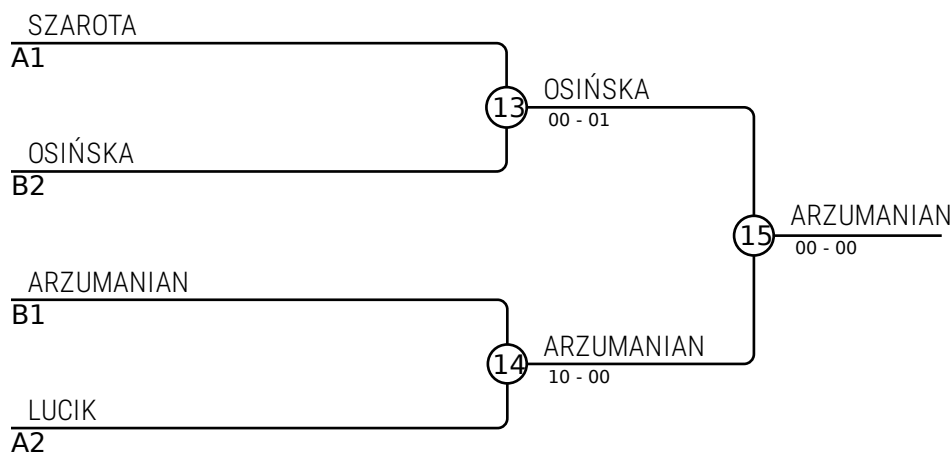 SZAROTA
A1
13
OSIŃSKA
00 - 01
OSIŃSKA
B2
15
ARZUMANIAN
00 - 00
ARZUMANIAN
B1
14
ARZUMANIAN
10 - 00
LUCIK
A2